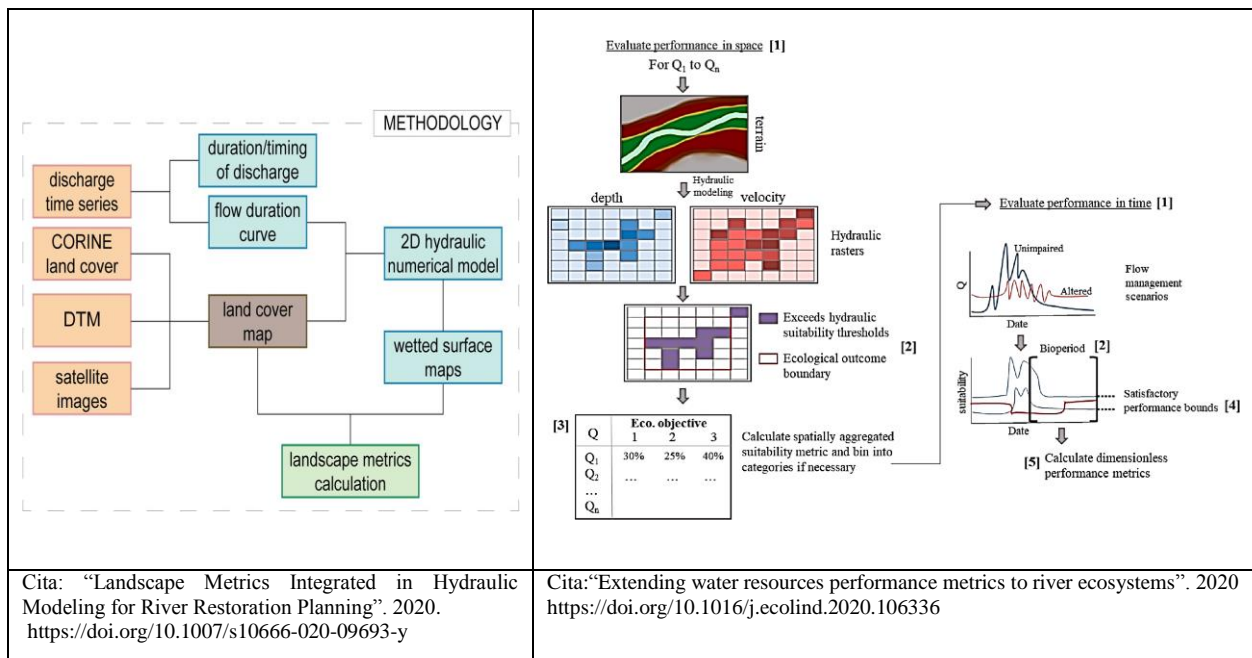 METHODOLOGY
duration/timing
of discharge
discharge
time series
flow duration
curve
CORINE
land cover
2D hydraulic
numerical model
DTM
land cover
map
wetted surface
maps
satellite
images
landscape metrics
calculation
Evaluate performance in space [1]
For Q1 to Qn
terrain
Hydraulic
modeling
depth
velocity
Hydraulic
rasters
Exceeds hydraulic
suitability thresholds
[2]
Ecological outcome
boundary
[3]
Eco. objective
Q 1 2 3
Q1 30% 25% 40%
Q2 ... ... ...
...
Qn
Calculate spatially aggregated
suitability metric and bin into
categories if necessary
Evaluate performance in time [1]
Unimpaired
Altered
Q
Date
Flow
management
scenarios
Bioperiod [2]
suitability
Date
Satisfactory
performance bounds [4]
[5] Calculate dimensionless
performance metrics
Cita: “Landscape Metrics Integrated in Hydraulic
Modeling for River Restoration Planning”. 2020.
https://doi.org/10.1007/s10666-020-09693-y
Cita:“Extending water resources performance metrics to river ecosystems”. 2020
https://doi.org/10.1016/j.ecolind.2020.106336